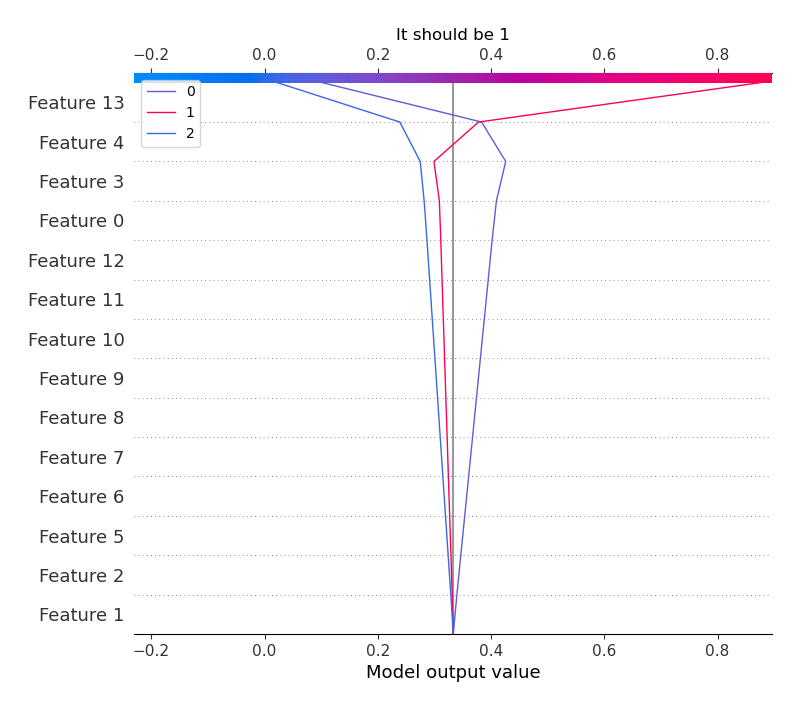 It should be 1
−0.2 0.0 0.2 0.4 0.6 0.8
0
1
2
Feature 13
Feature 4
Feature 3
Feature 0
Feature 12
Feature 11
Feature 10
Feature 9
Feature 8
Feature 7
Feature 6
Feature 5
Feature 2
Feature 1
−0.2 0.0 0.2 0.4 0.6 0.8
Model output value